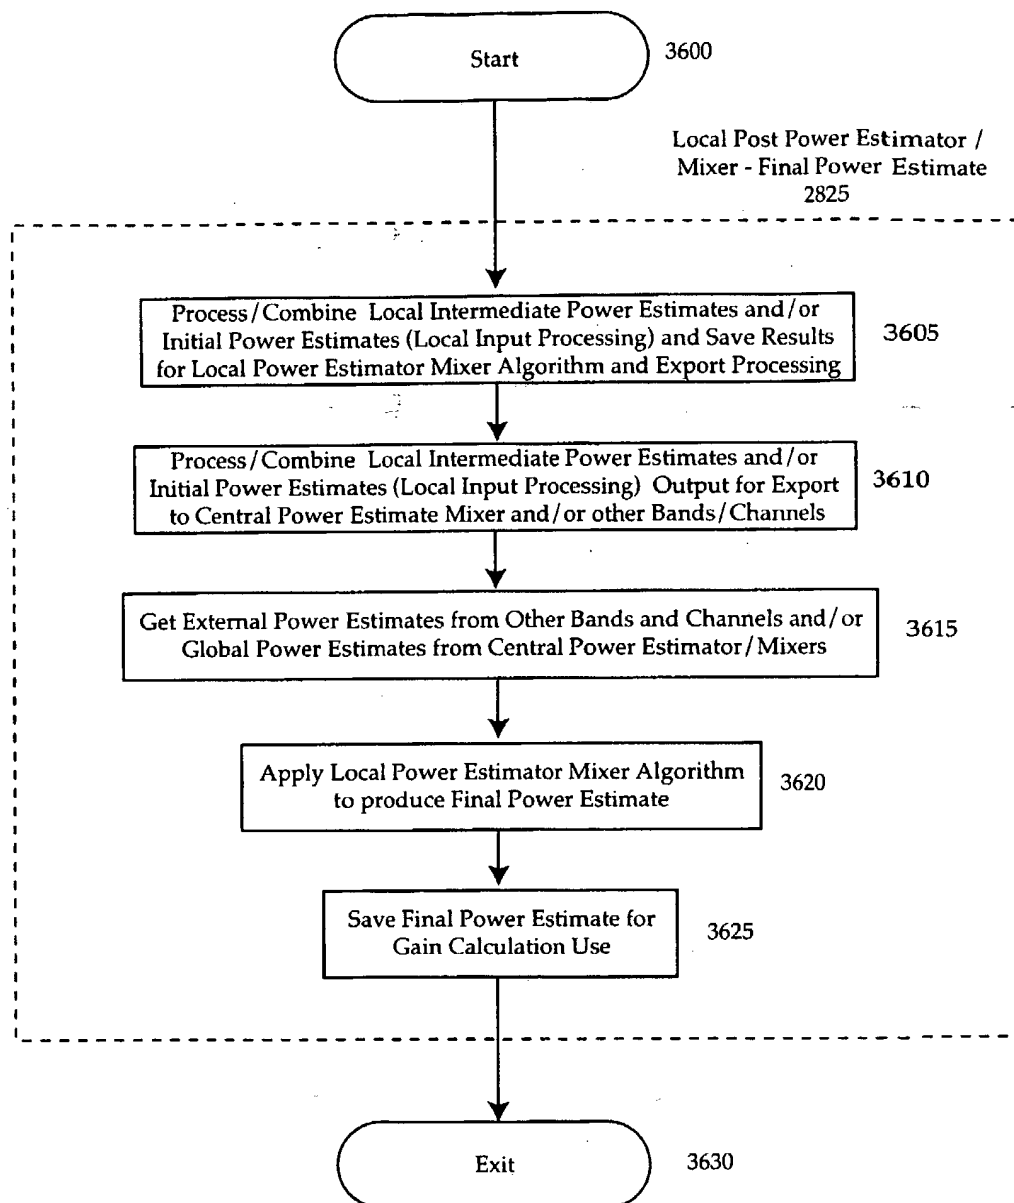 Start
3600
Local Post Power Estimator /
Mixer - Final Power Estimate
2825
Process/Combine Local Intermediate Power Estimates and/or
Initial Power Estimates (Local Input Processing) and Save Results
for Local Power Estimator Mixer Algorithm and Export Processing
3605
Process/Combine Local Intermediate Power Estimates and/or
Initial Power Estimates (Local Input Processing) Output for Export
to Central Power Estimate Mixer and/or other Bands/Channels
3610
Get External Power Estimates from Other Bands and Channels and/or
Global Power Estimates from Central Power Estimator/Mixers
3615
Apply Local Power Estimator Mixer Algorithm
to produce Final Power Estimate
3620
Save Final Power Estimate for
Gain Calculation Use
3625
Exit
3630